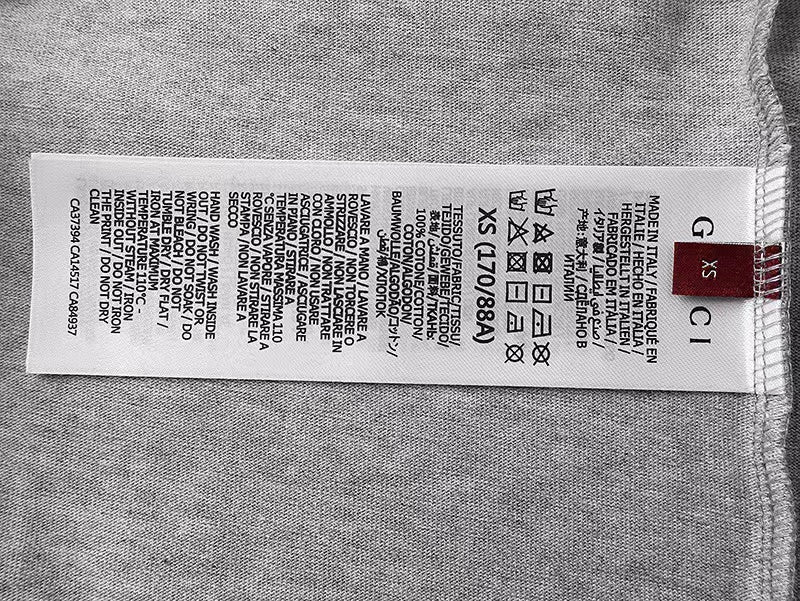 G CCI
XS
MADE IN ITALY / FABRIQUÉ EN
ITALIE / HECHO EN ITALIA /
HERGESTELLT IN ITALIEN /
FABRICADO EN ITÁLIA /
イタリア製 / صنع في إيطاليا /
产地: 意大利 / СДЕЛАНО В
ИТАЛИИ
XS (170/88A)
TESSUTO/FABRIC/TISSU/
TEJIDO/GEWEBE/TECIDO/
表地/القماش/面料/ТКАНЬ:
100% COTONE/COTTON/
COTON/ALGODON/
BAUMWOLLE/ALGODÃO/コットン/
قطن/棉/ХЛОПОК
LAVARE A MANO / LAVARE A
ROVESCIO / NON TORCERE O
STRIZZARE / NON LASCIARE IN
AMMOLLO / NON TRATTARE
CON CLORO / NON USARE
ASCIUGATRICE / ASCIUGARE
IN PIANO / STIRARE A
TEMPERATURA MASSIMA 110
°C SENZA VAPORE / STIRARE A
ROVESCIO / NON STIRARE LA
STAMPA / NON LAVARE A
SECCO
HAND WASH / WASH INSIDE
OUT / DO NOT TWIST OR
WRING / DO NOT SOAK / DO
NOT BLEACH / DO NOT
TUMBLE DRY / DRY FLAT /
IRON MAXIMUM
TEMPERATURE 110°C -
WITHOUT STEAM / IRON
INSIDE OUT / DO NOT IRON
THE PRINT / DO NOT DRY
CLEAN
CA37394 CA14517 CA84937